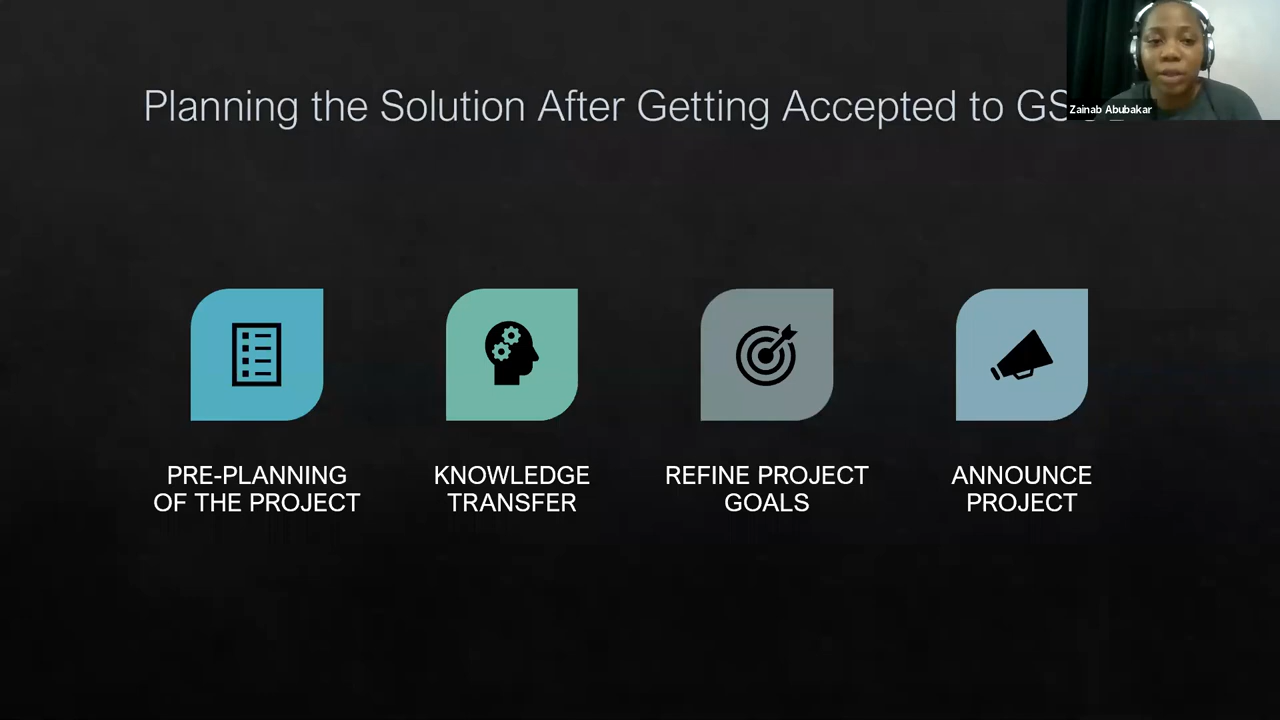 Planning the Solution After Getting Accepted to
Zainab Abubakar
PRE-PLANNING
OF THE PROJECT
KNOWLEDGE
TRANSFER
REFINE PROJECT
GOALS
ANNOUNCE
PROJECT